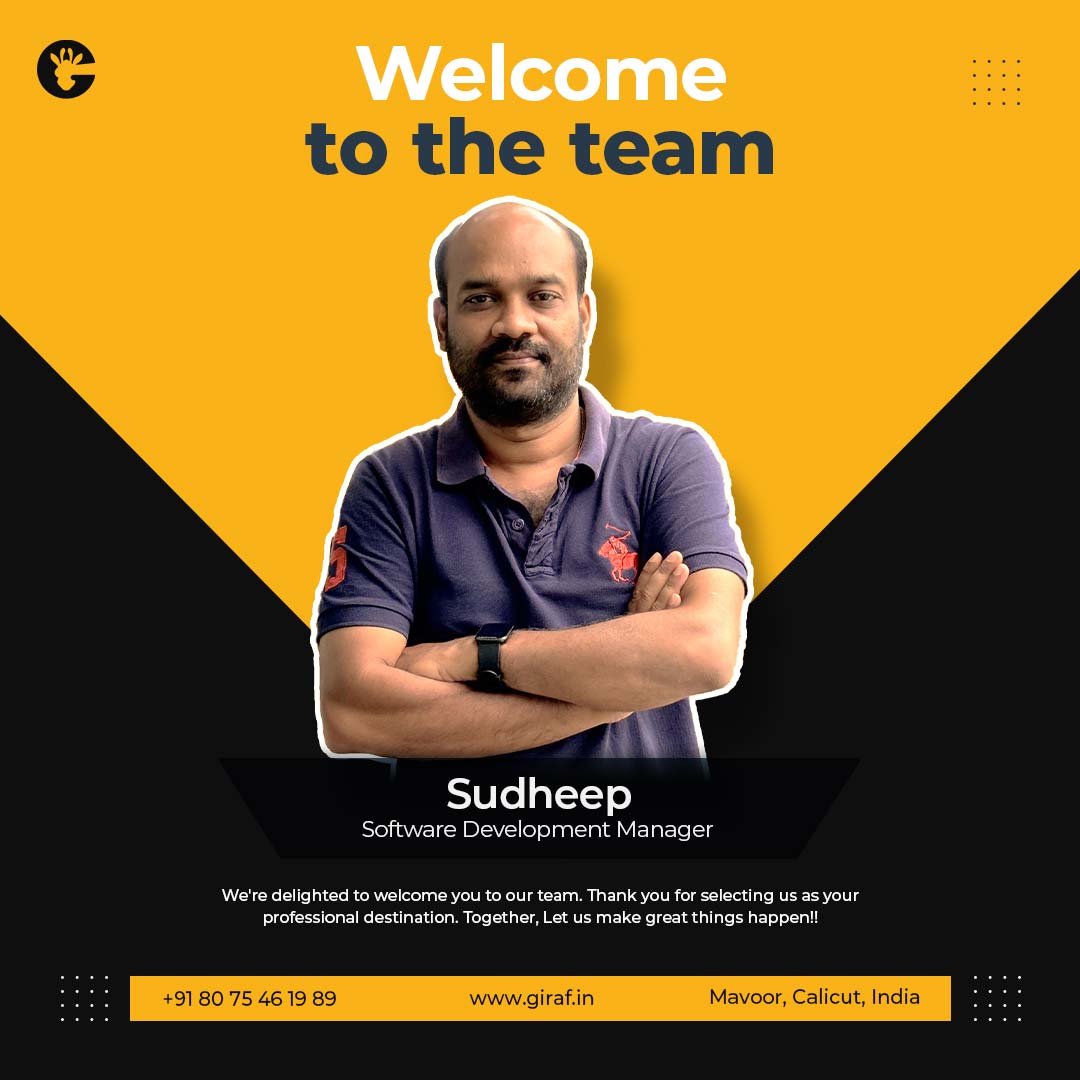 Welcome
to the team
5
Sudheep
Software Development Manager
We're delighted to welcome you to our team. Thank you for selecting us as your
professional destination. Together, Let us make great things happen!!
+91 80 75 46 19 89
www.giraf.in
Mavoor, Calicut, India